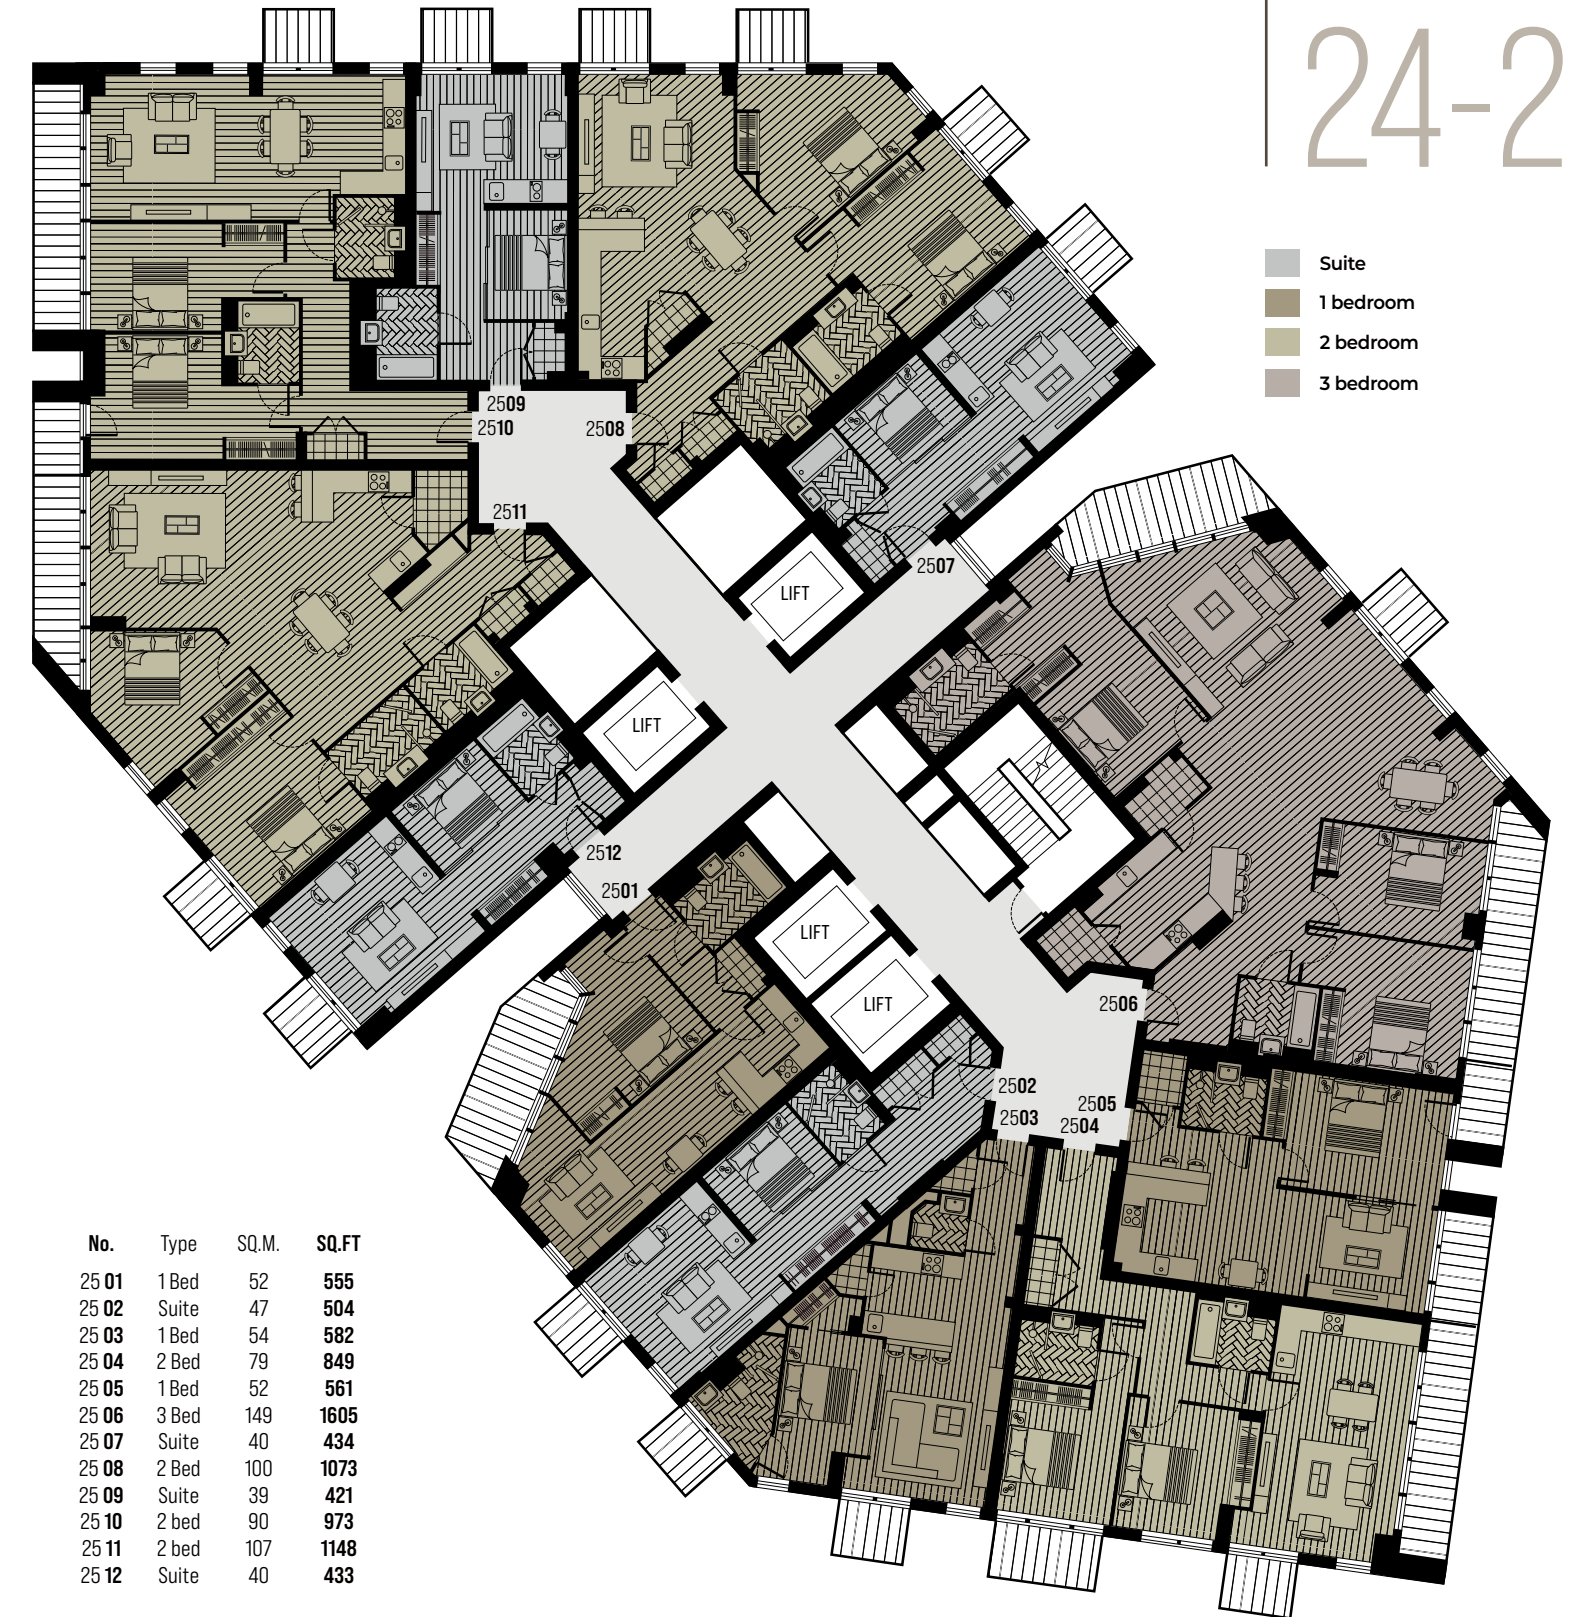 24-2
Suite
1 bedroom
2 bedroom
3 bedroom
2509
2510
2508
2511
2507
LIFT
LIFT
2512
2501
LIFT
LIFT
2506
2502
2505
2503
2504
No. Type SQ.M. SQ.FT
25 01 1 Bed 52 555
25 02 Suite 47 504
25 03 1 Bed 54 582
25 04 2 Bed 79 849
25 05 1 Bed 52 561
25 06 3 Bed 149 1605
25 07 Suite 40 434
25 08 2 Bed 100 1073
25 09 Suite 39 421
25 10 2 bed 90 973
25 11 2 bed 107 1148
25 12 Suite 40 433